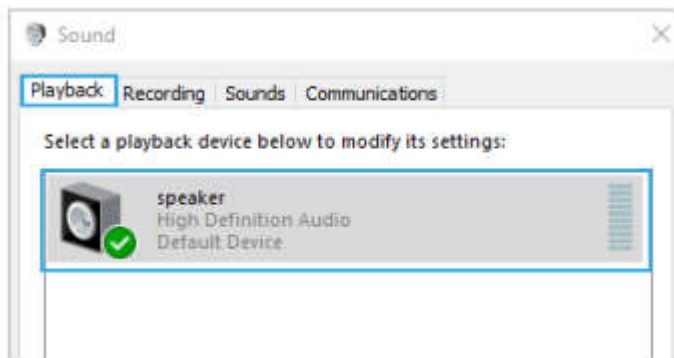 Sound
Playback Recording Sounds Communications
Select a playback device below to modify its settings:
speaker
High Definition Audio
Default Device